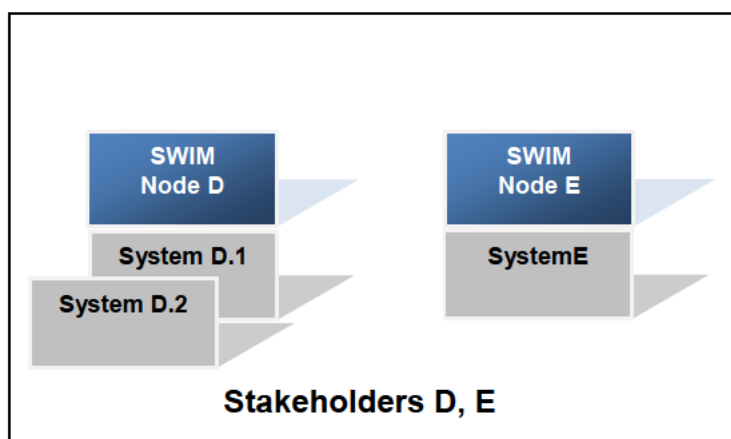 SWIM
Node D
System D.1
System D.2
SWIM
Node E
SystemE
Stakeholders D, E